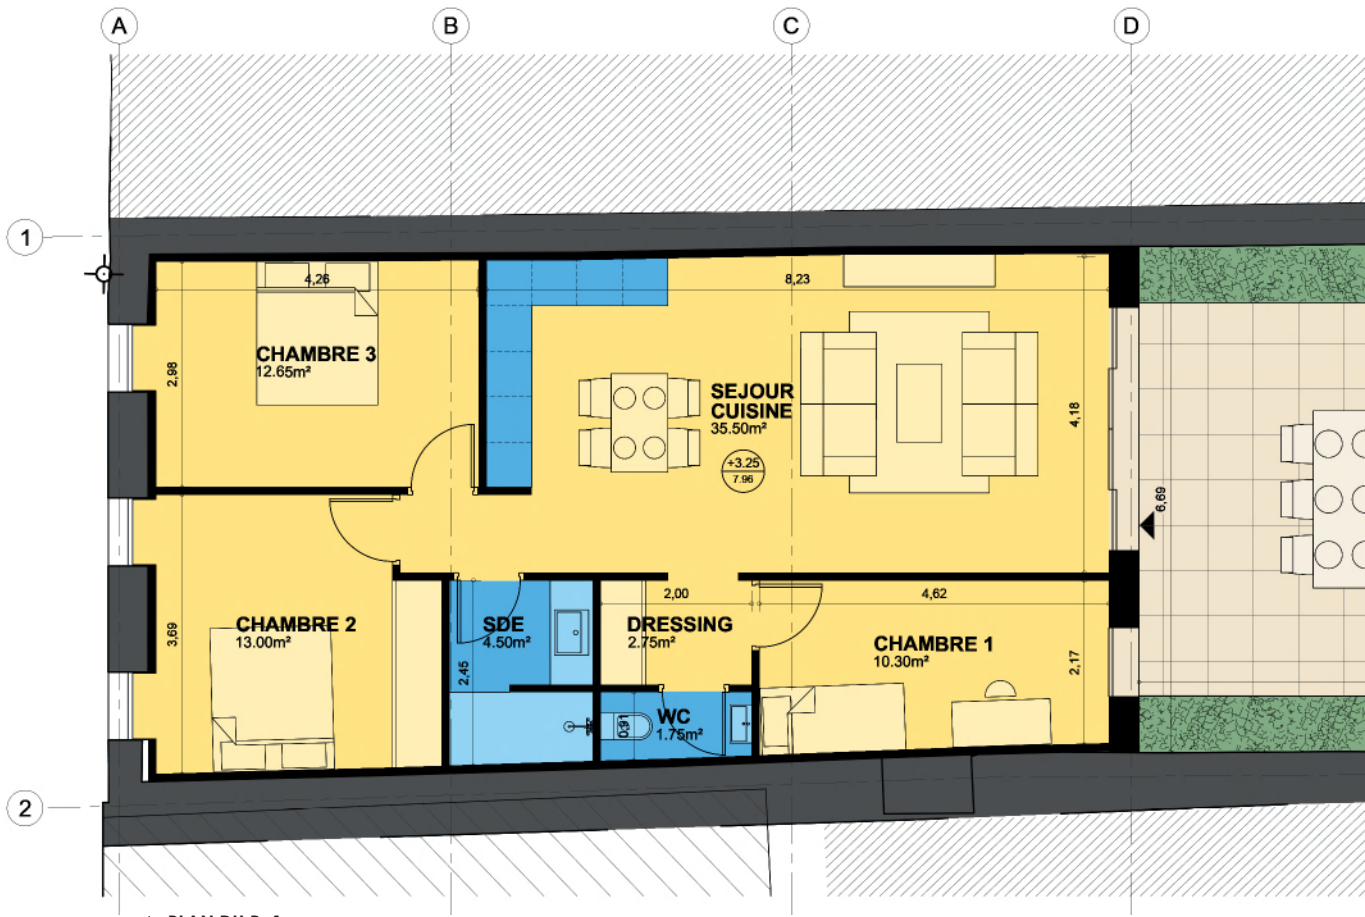 A B C D
1
4,26
8,23
CHAMBRE 3
12.65m²
2,98
SEJOUR
CUISINE
35.50m²
4,18
+3.25
7.96
6,69
2,00
4,62
CHAMBRE 2
13.00m²
3,69
SDE
4.50m²
2,45
DRESSING
2.75m²
CHAMBRE 1
10.30m²
2,17
WC
1.75m²
0,91
2